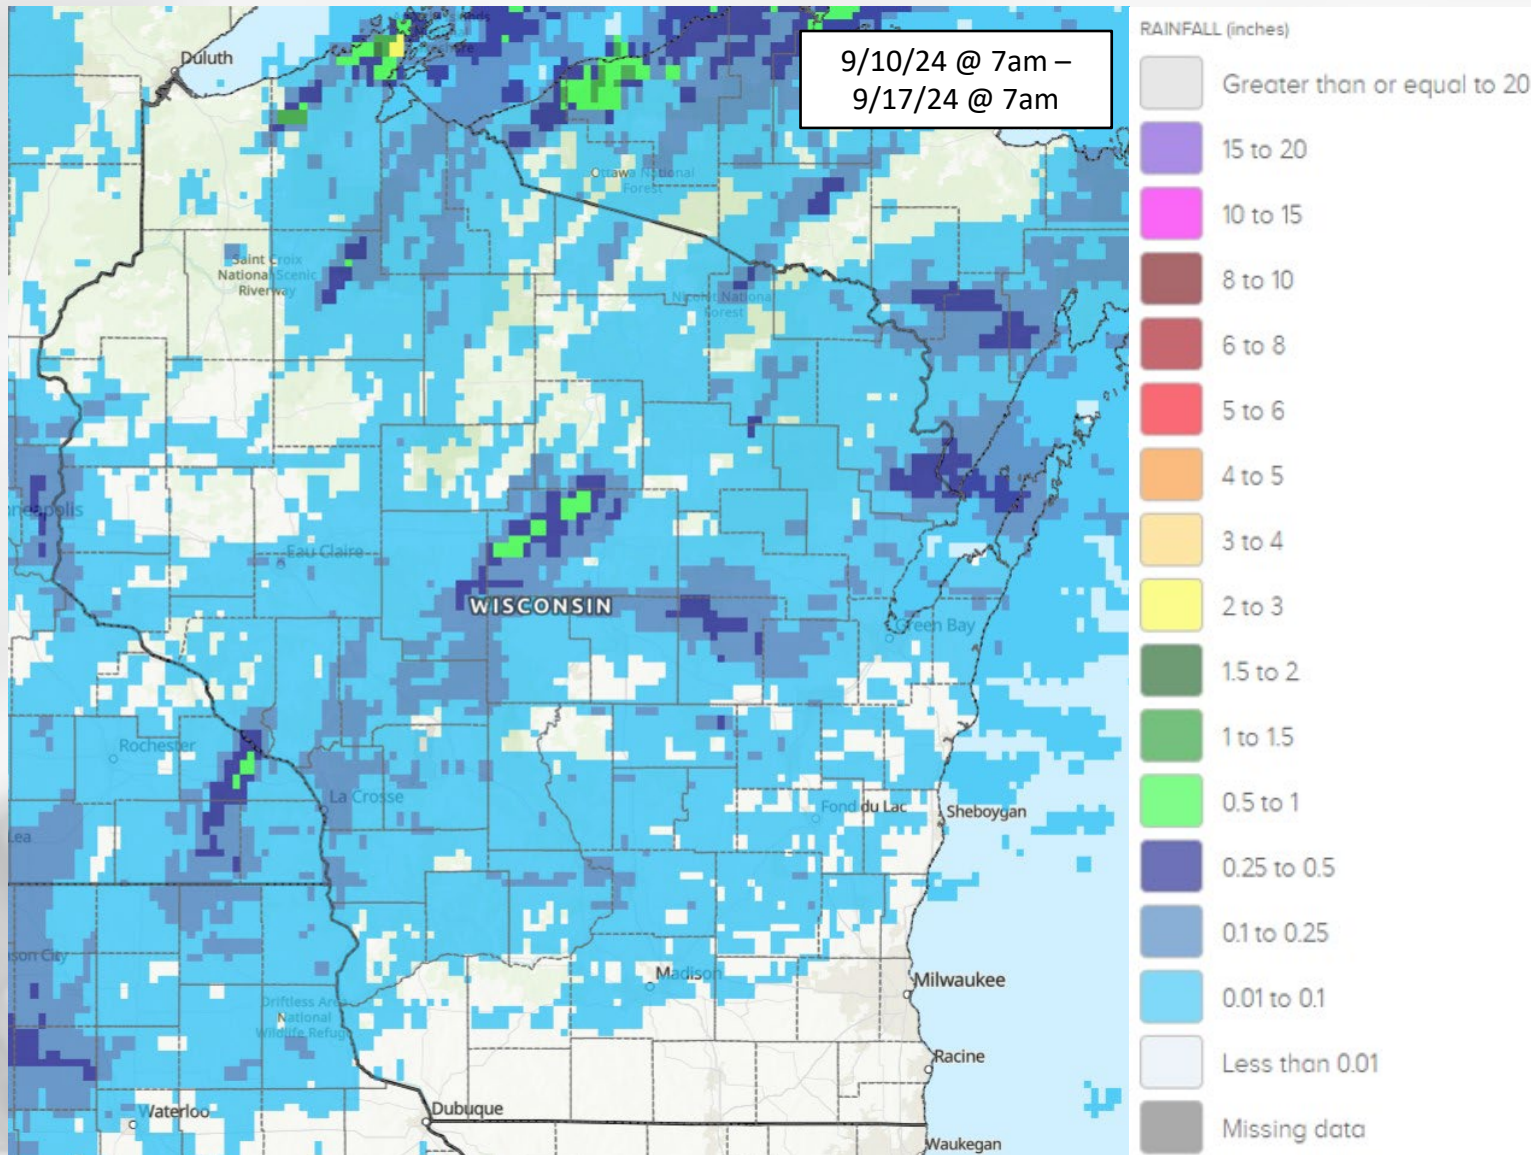 9/10/24 @ 7am –
9/17/24 @ 7am
Duluth
Ottawa National
Forest
Saint Croix
National Scenic
Riverway
Nicolet National
Forest
Eau Claire
WISCONSIN
Green Bay
Rochester
La Crosse
Fond du Lac
Sheboygan
Madison
Milwaukee
Driftless Area
National
Wildlife Refuge
Racine
Waterloo
Dubuque
Waukegan
RAINFALL (inches)
Greater than or equal to 20
15 to 20
10 to 15
8 to 10
6 to 8
5 to 6
4 to 5
3 to 4
2 to 3
1.5 to 2
1 to 1.5
0.5 to 1
0.25 to 0.5
0.1 to 0.25
0.01 to 0.1
Less than 0.01
Missing data